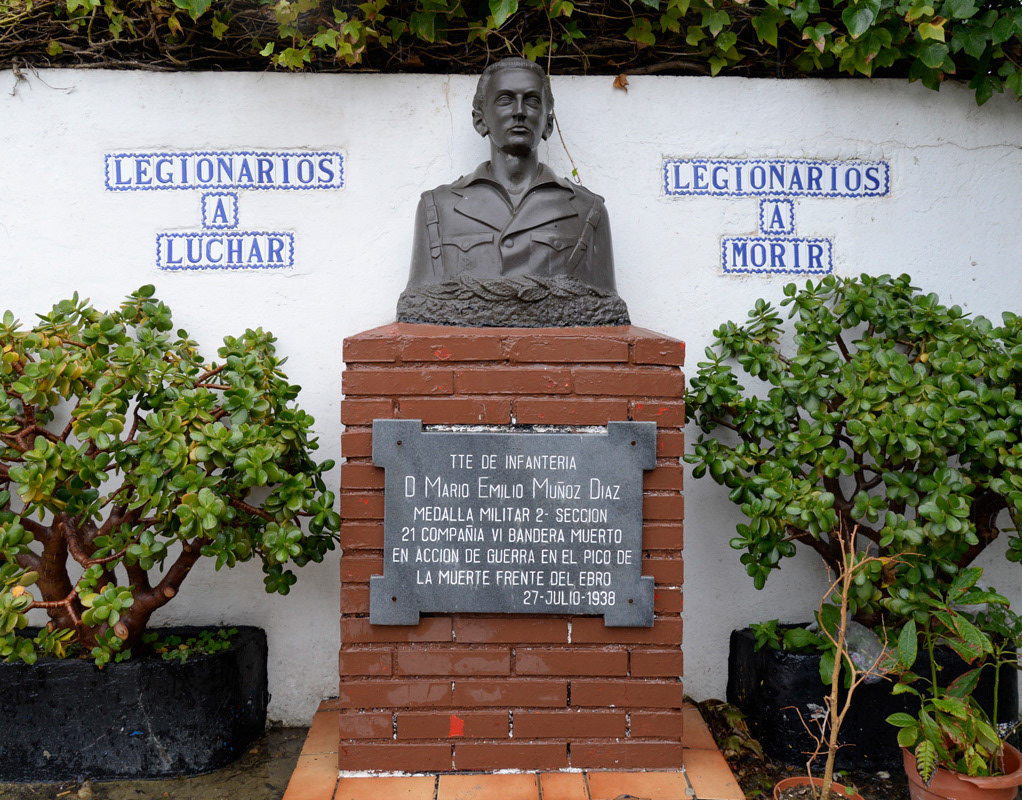 LEGIONARIOS
A
LUCHAR
LEGIONARIOS
A
MORIR
TTE DE INFANTERIA
D MARIO EMILIO MUÑOZ DIAZ
MEDALLA MILITAR 2- SECCION
21 COMPAÑIA VI BANDERA MUERTO
EN ACCION DE GUERRA EN EL PICO DE
LA MUERTE FRENTE DEL EBRO
27-JULIO-1938